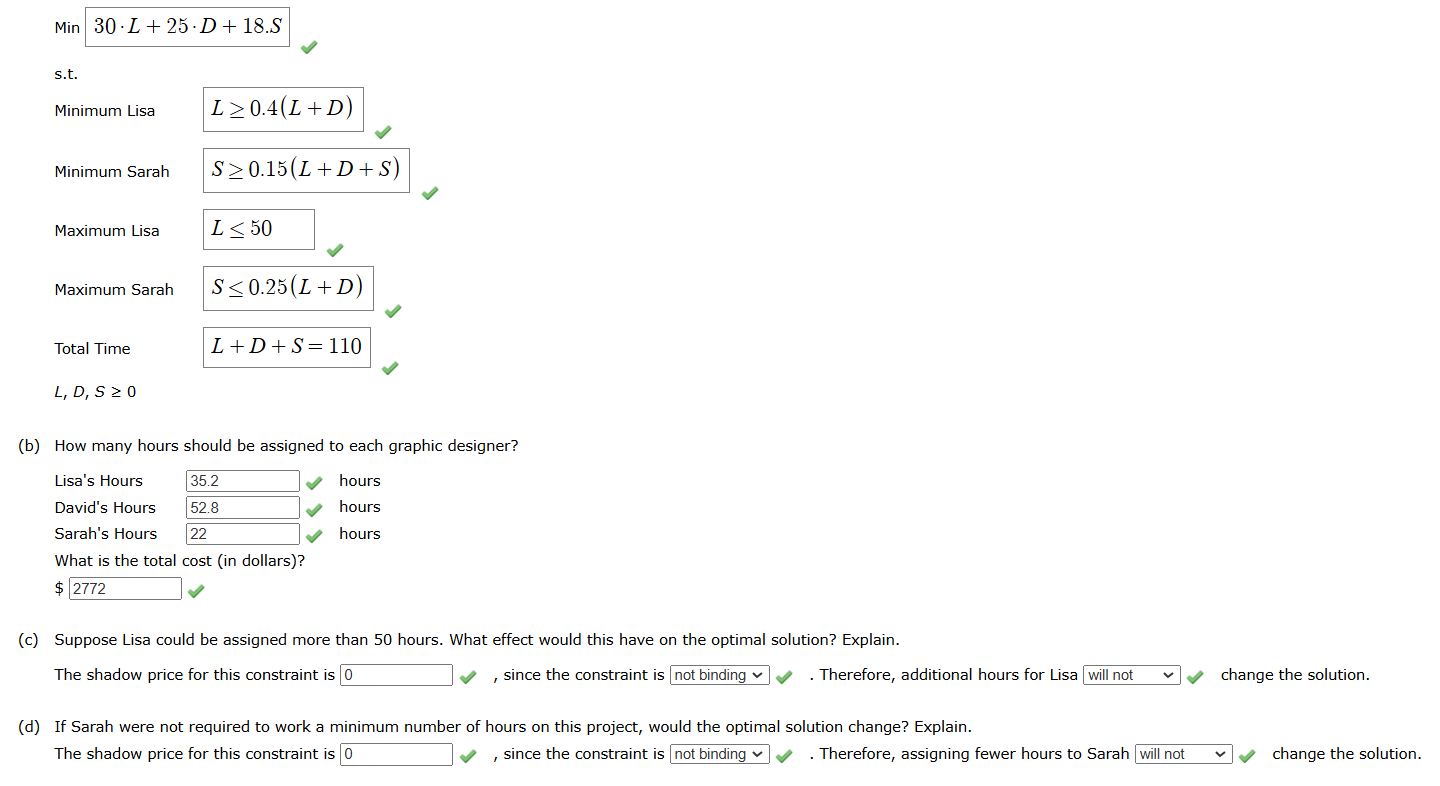 Min 30·L + 25·D + 18.S
s.t.
Minimum Lisa L ≥ 0.4(L + D)
Minimum Sarah S ≥ 0.15(L + D + S)
Maximum Lisa L ≤ 50
Maximum Sarah S ≤ 0.25(L + D)
Total Time L + D + S = 110
L, D, S ≥ 0
(b) How many hours should be assigned to each graphic designer?
Lisa's Hours 35.2 hours
David's Hours 52.8 hours
Sarah's Hours 22 hours
What is the total cost (in dollars)?
$ 2772
(c) Suppose Lisa could be assigned more than 50 hours. What effect would this have on the optimal solution? Explain.
The shadow price for this constraint is 0 , since the constraint is not binding . Therefore, additional hours for Lisa will not change the solution.
(d) If Sarah were not required to work a minimum number of hours on this project, would the optimal solution change? Explain.
The shadow price for this constraint is 0 , since the constraint is not binding . Therefore, assigning fewer hours to Sarah will not change the solution.